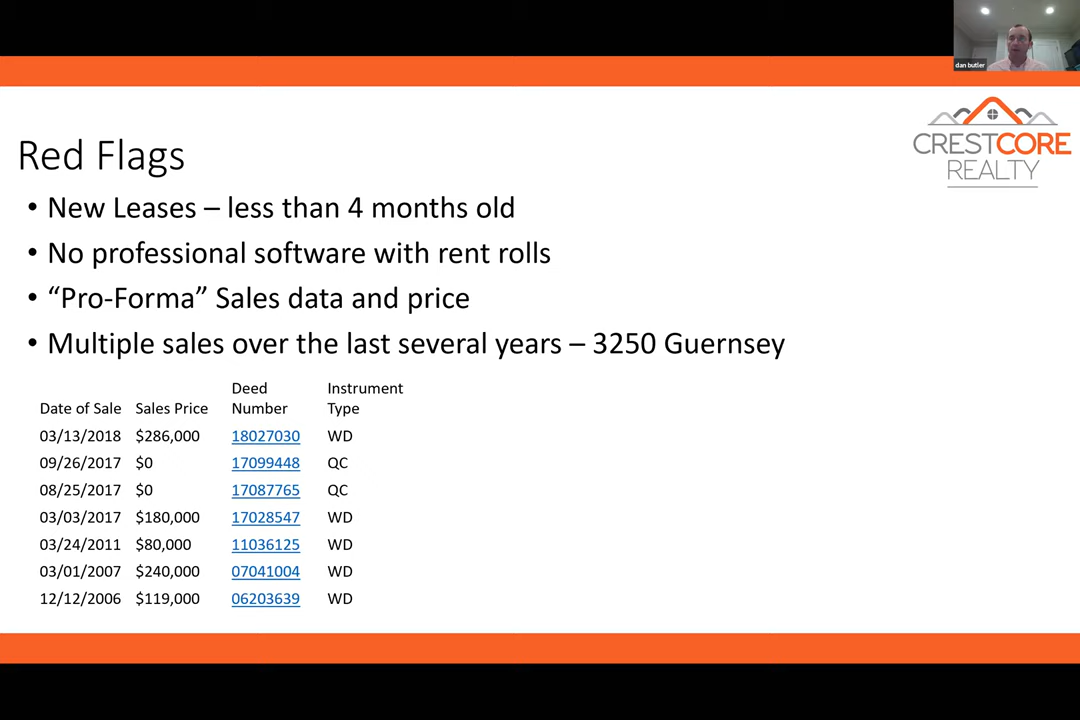 dan butler
CRESTCORE
REALTY
Red Flags
• New Leases – less than 4 months old
• No professional software with rent rolls
• “Pro-Forma” Sales data and price
• Multiple sales over the last several years – 3250 Guernsey
Date of Sale Sales Price Deed Number Instrument Type
03/13/2018 $286,000 18027030 WD
09/26/2017 $0 17099448 QC
08/25/2017 $0 17087765 QC
03/03/2017 $180,000 17028547 WD
03/24/2011 $80,000 11036125 WD
03/01/2007 $240,000 07041004 WD
12/12/2006 $119,000 06203639 WD